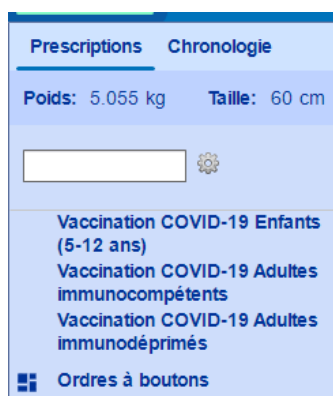 Prescriptions Chronologie
Poids: 5.055 kg Taille: 60 cm
Vaccination COVID-19 Enfants
(5-12 ans)
Vaccination COVID-19 Adultes
immunocompétents
Vaccination COVID-19 Adultes
immunodéprimés
Ordres à boutons